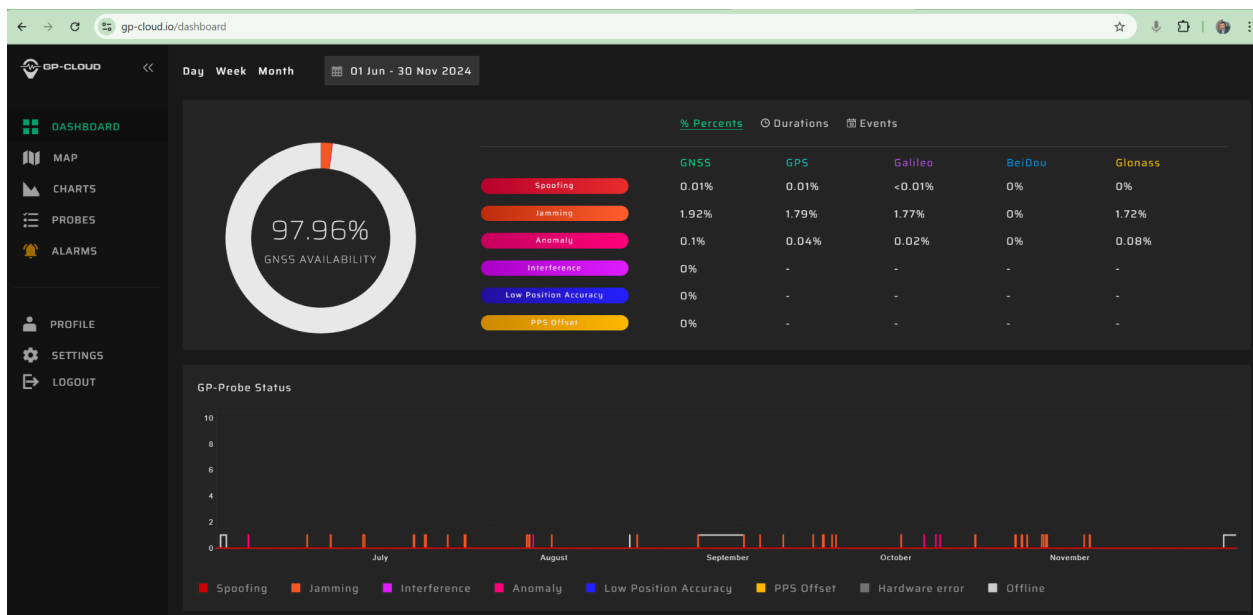 gp-cloud.io/dashboard
GP-CLOUD
Day Week Month 01 Jun - 30 Nov 2024
DASHBOARD
MAP
CHARTS
PROBES
ALARMS
PROFILE
SETTINGS
LOGOUT
97.96%
GNSS AVAILABILITY
% Percents Durations Events
GNSS GPS Galileo BeiDou Glonass
Spoofing 0.01% 0.01% <0.01% 0% 0%
Jamming 1.92% 1.79% 1.77% 0% 1.72%
Anomaly 0.1% 0.04% 0.02% 0% 0.08%
Interference 0% - - - -
Low Position Accuracy 0% - - - -
PPS Offset 0% - - - -
GP-Probe Status
10
8
6
4
2
0
July August September October November
Spoofing Jamming Interference Anomaly Low Position Accuracy PPS Offset Hardware error Offline